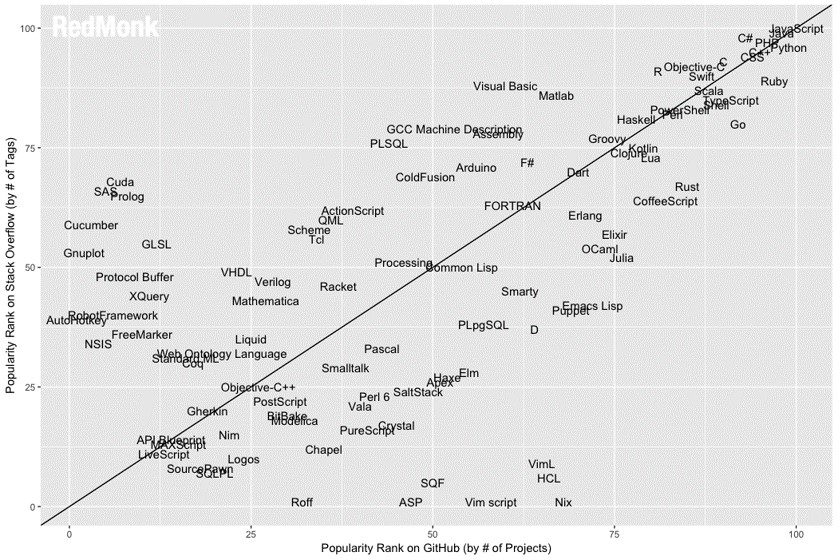 RedMonk
100
JavaScript
Java
C#
PHP
Python
C++
CSS
C
Objective-C
R
Swift
Ruby
Visual Basic
Scala
Matlab
TypeScript
Shell
PowerShell
Perl
Haskell
Go
GCC Machine Description
Assembly
Groovy
PLSQL
75
Kotlin
Clojure
Lua
F#
Arduino
Dart
ColdFusion
Cuda
Rust
SAS
Prolog
CoffeeScript
FORTRAN
ActionScript
Erlang
QML
Cucumber
Scheme
Elixir
Tcl
GLSL
OCaml
Gnuplot
Julia
Processing
50
Common Lisp
VHDL
Protocol Buffer
Verilog
Racket
Smarty
XQuery
Mathematica
Emacs Lisp
Puppet
RobotFramework
AutoHotkey
PLpgSQL
D
FreeMarker
Liquid
NSIS
Pascal
Web Ontology Language
Standard ML
Coq
Smalltalk
Elm
Haxe
Apex
25
Objective-C++
SaltStack
Perl 6
PostScript
Vala
Gherkin
BitBake
Modelica
Crystal
PureScript
Nim
API Blueprint
MAXScript
Chapel
LiveScript
Logos
VimL
SourcePawn
SQLPL
HCL
SQF
Roff
ASP
Vim script
Nix
0
0
25
50
75
100
Popularity Rank on GitHub (by # of Projects)
Popularity Rank on Stack Overflow (by # of Tags)